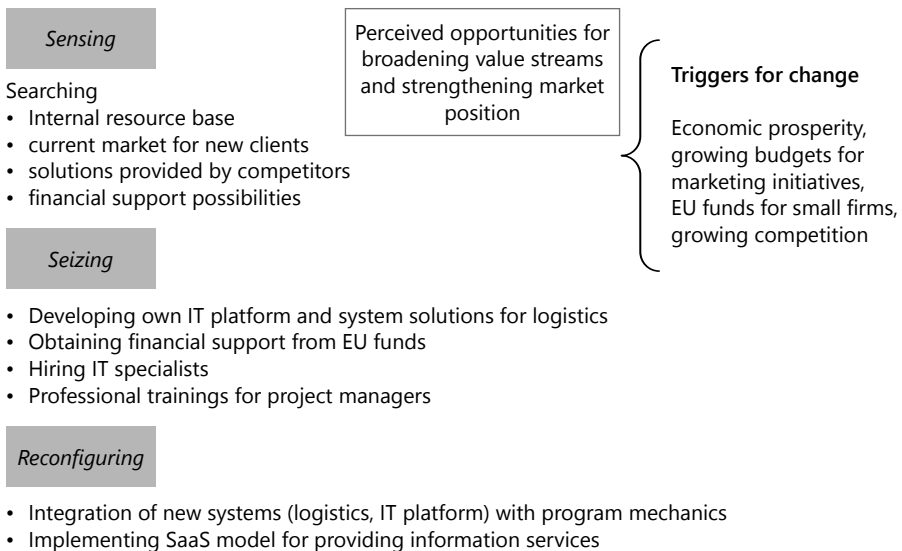 Sensing
Searching
• Internal resource base
• current market for new clients
• solutions provided by competitors
• financial support possibilities
Perceived opportunities for
broadening value streams
and strengthening market
position
Triggers for change
Economic prosperity,
growing budgets for
marketing initiatives,
EU funds for small firms,
growing competition
Seizing
• Developing own IT platform and system solutions for logistics
• Obtaining financial support from EU funds
• Hiring IT specialists
• Professional trainings for project managers
Reconfiguring
• Integration of new systems (logistics, IT platform) with program mechanics
• Implementing SaaS model for providing information services